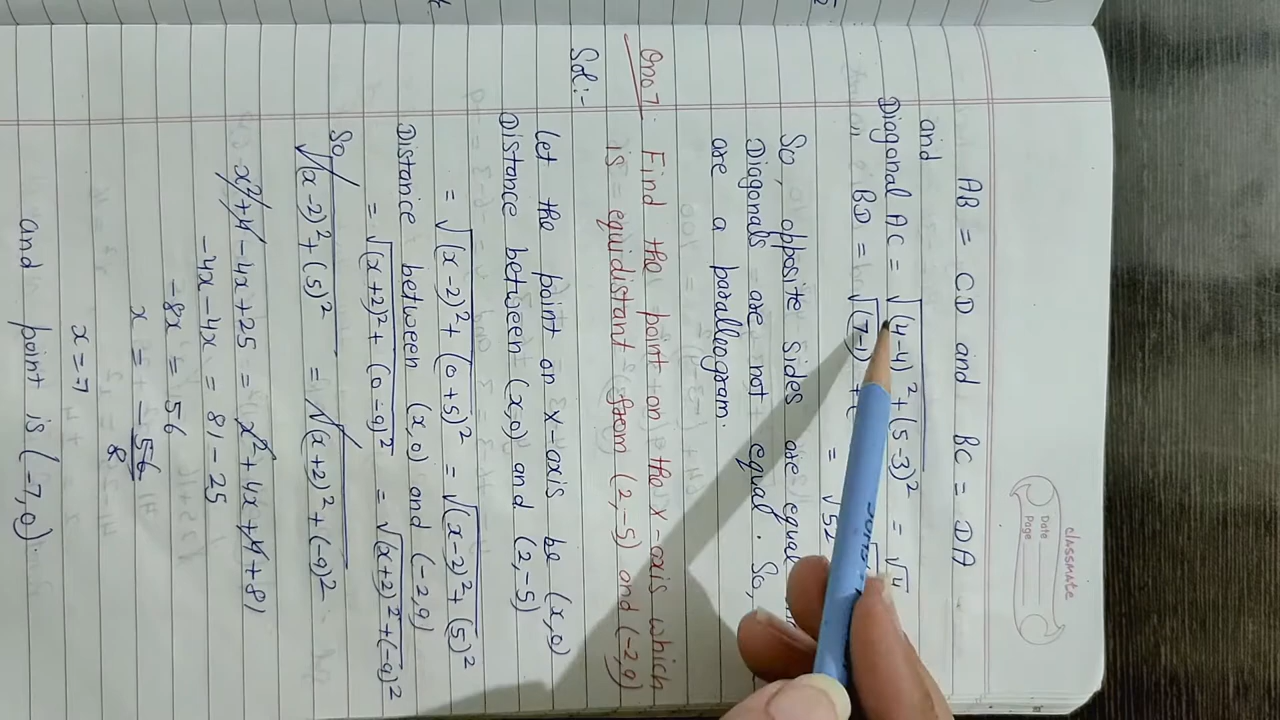 classmate
Date
Page
AB = CD and BC = DA
and
Diagonal AC = √(4-4)² + (5-3)² = √4
BD = √(7-1) + (
= √52
So, opposite sides are equal
Diagonals are not equal. So,
are a parallelogram.
Qno7. Find the point on the x-axis which
is equidistant from (2,-5) and (-2,9)
Sol:-
Let the point on x-axis be (x,0)
Distance between (x,0) and (2,-5)
= √(x-2)² + (0+5)² = √(x-2)² + (5)²
Distance between (x,0) and (-2,9)
= √(x+2)² + (0-9)² = √(x+2)² + (-9)²
So √(x-2)² + (5)² = √(x+2)² + (-9)²
x² + 4 - 4x + 25 = x² + 4x + 4 + 81
-4x - 4x = 81 - 25
-8x = 56
x = -56/8
x = 7
and point is (-7,0).